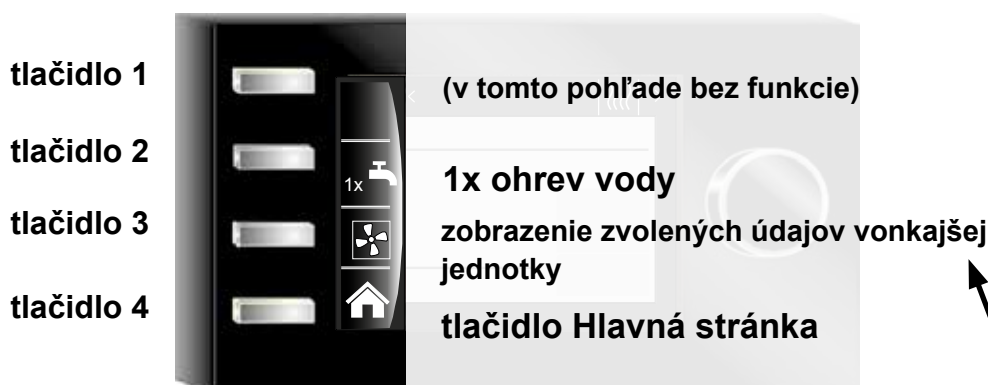 tlačidlo 1
(v tomto pohľade bez funkcie)
tlačidlo 2
1x
1x ohrev vody
tlačidlo 3
zobrazenie zvolených údajov vonkajšej
jednotky
tlačidlo 4
tlačidlo Hlavná stránka